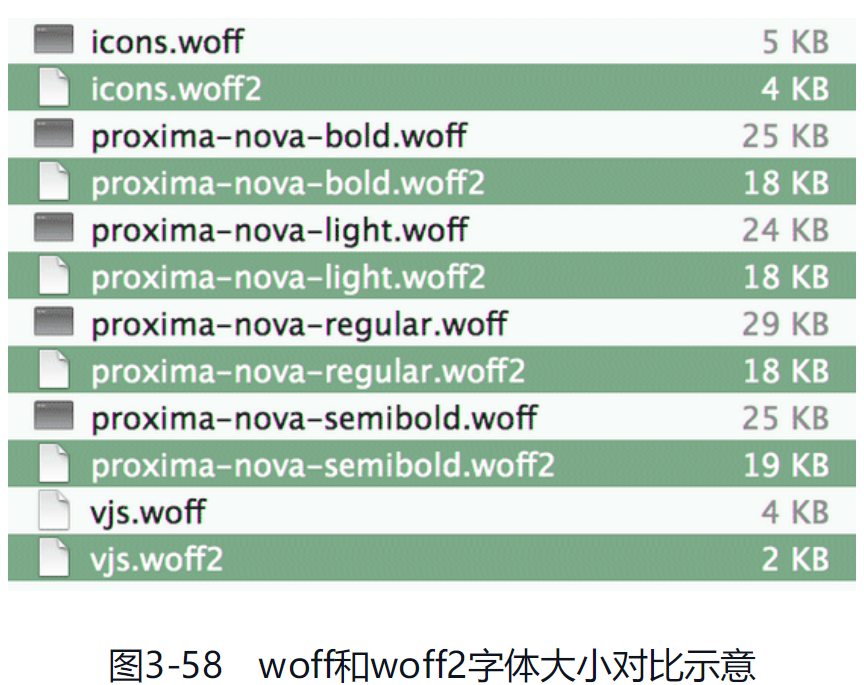 icons.woff 5 KB
icons.woff2 4 KB
proxima-nova-bold.woff 25 KB
proxima-nova-bold.woff2 18 KB
proxima-nova-light.woff 24 KB
proxima-nova-light.woff2 18 KB
proxima-nova-regular.woff 29 KB
proxima-nova-regular.woff2 18 KB
proxima-nova-semibold.woff 25 KB
proxima-nova-semibold.woff2 19 KB
vjs.woff 4 KB
vjs.woff2 2 KB
图3-58 woff和woff2字体大小对比示意